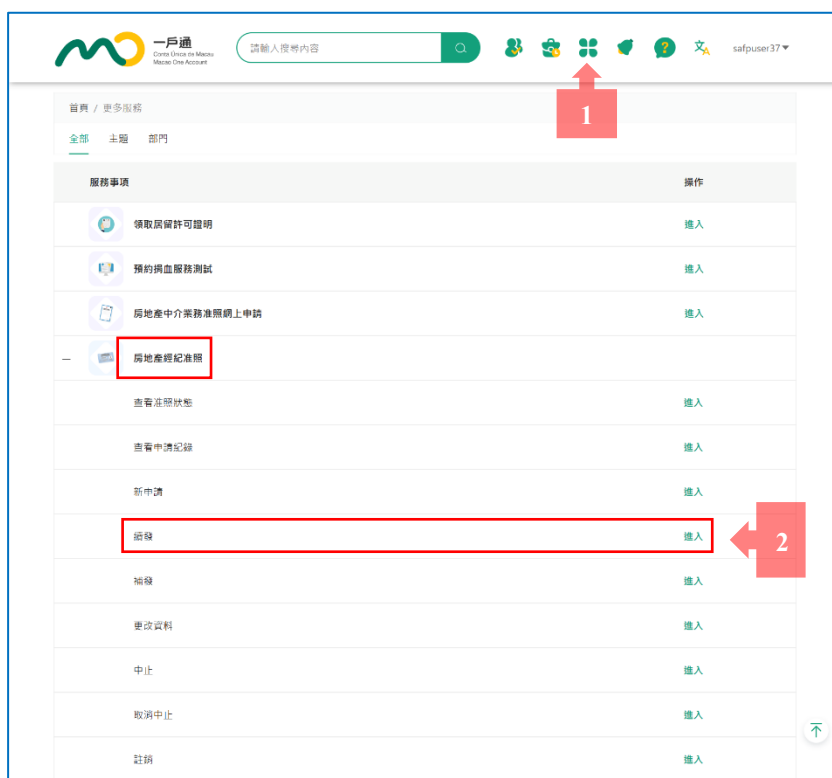 一戶通
Conta Única de Macau
Macao One Account
請輸入搜尋內容
safpuser37
1
首頁 / 更多服務
全部 主題 部門
服務事項 操作
領取居留許可證明 進入
預約捐血服務測試 進入
房地產中介業務准照網上申請 進入
房地產經紀准照
查看准照狀態 進入
查看申請紀錄 進入
新申請 進入
續發 進入
2
補發 進入
更改資料 進入
中止 進入
取消中止 進入
註銷 進入